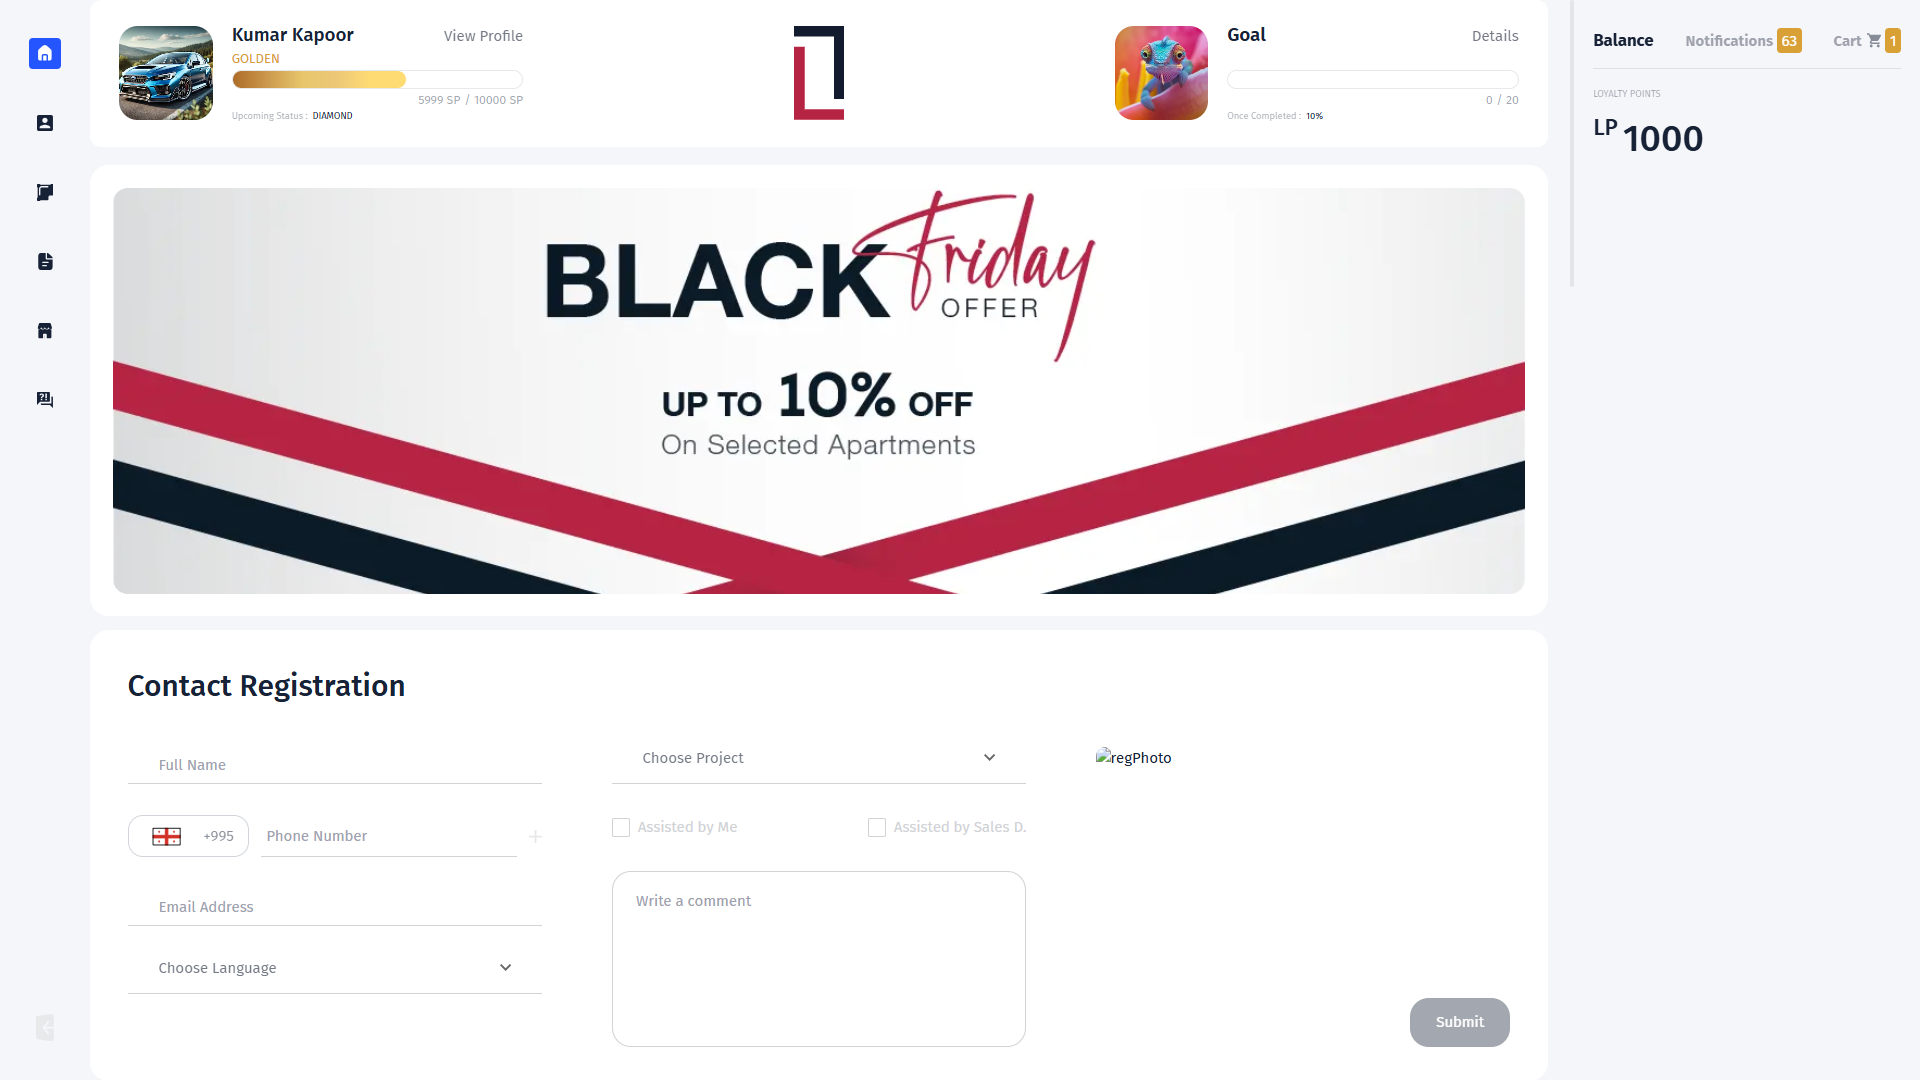 Kumar Kapoor
View Profile
GOLDEN
5999 SP / 10000 SP
Upcoming Status : DIAMOND
Goal
Details
0 / 20
Once Completed : 10%
Balance
Notifications 63
Cart 1
LOYALTY POINTS
LP 1000
BLACK Friday
OFFER
UP TO 10% OFF
On Selected Apartments
Contact Registration
Full Name
+995
Phone Number
Email Address
Choose Language
Choose Project
Assisted by Me
Assisted by Sales D.
Write a comment
regPhoto
Submit